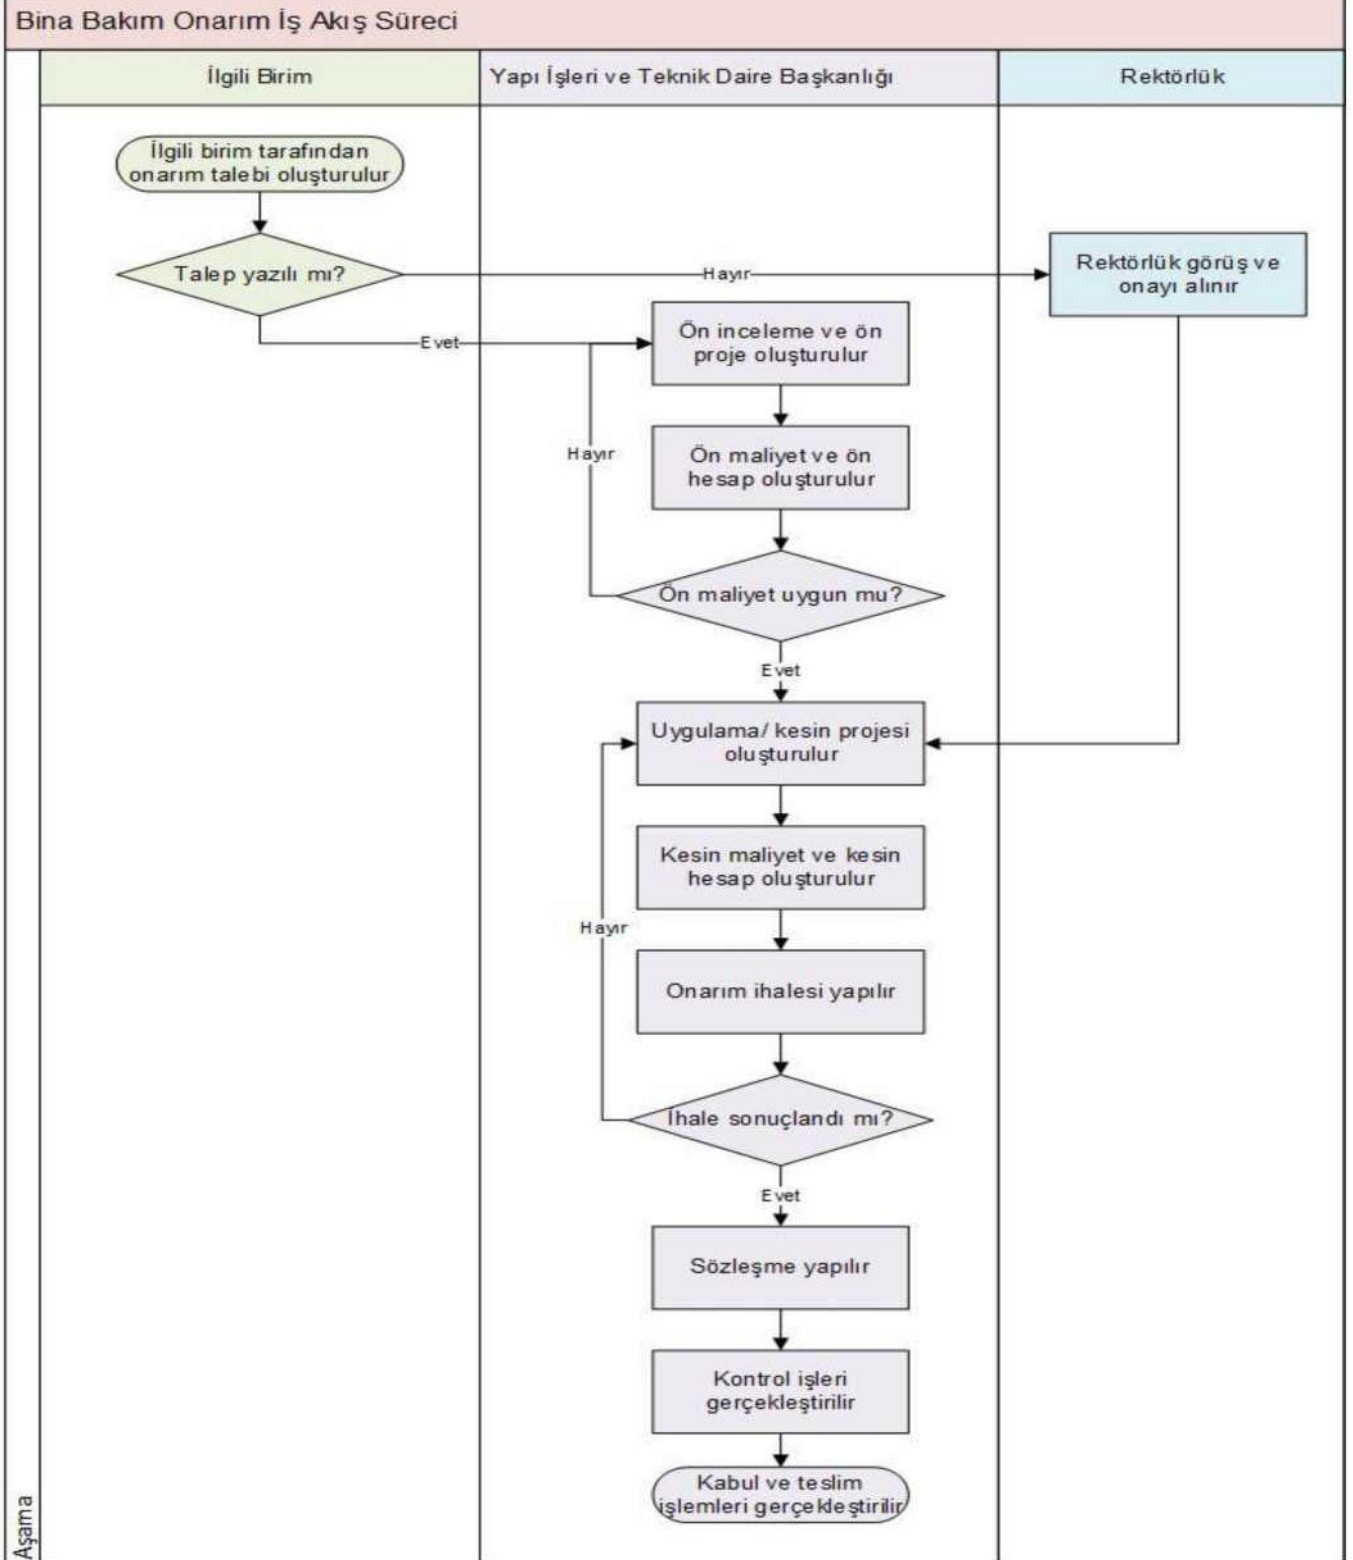 Bina Bakım Onarım İş Akış Süreci
İlgili Birim
Yapı İşleri ve Teknik Daire Başkanlığı
Rektörlük
İlgili birim tarafından
onarım talebi oluşturulur
Talep yazılı mı?
Hayır
Rektörlük görüş ve
onayı alınır
Evet
Ön inceleme ve ön
proje oluşturulur
Hayır
Ön maliyet ve ön
hesap oluşturulur
Ön maliyet uygun mu?
Evet
Uygulama/ kesin projesi
oluşturulur
Kesin maliyet ve kesin
hesap oluşturulur
Hayır
Onarım ihalesi yapılır
İhale sonuçlandı mı?
Evet
Sözleşme yapılır
Kontrol işleri
gerçekleştirilir
Kabul ve teslim
işlemleri gerçekleştirilir
Aşama